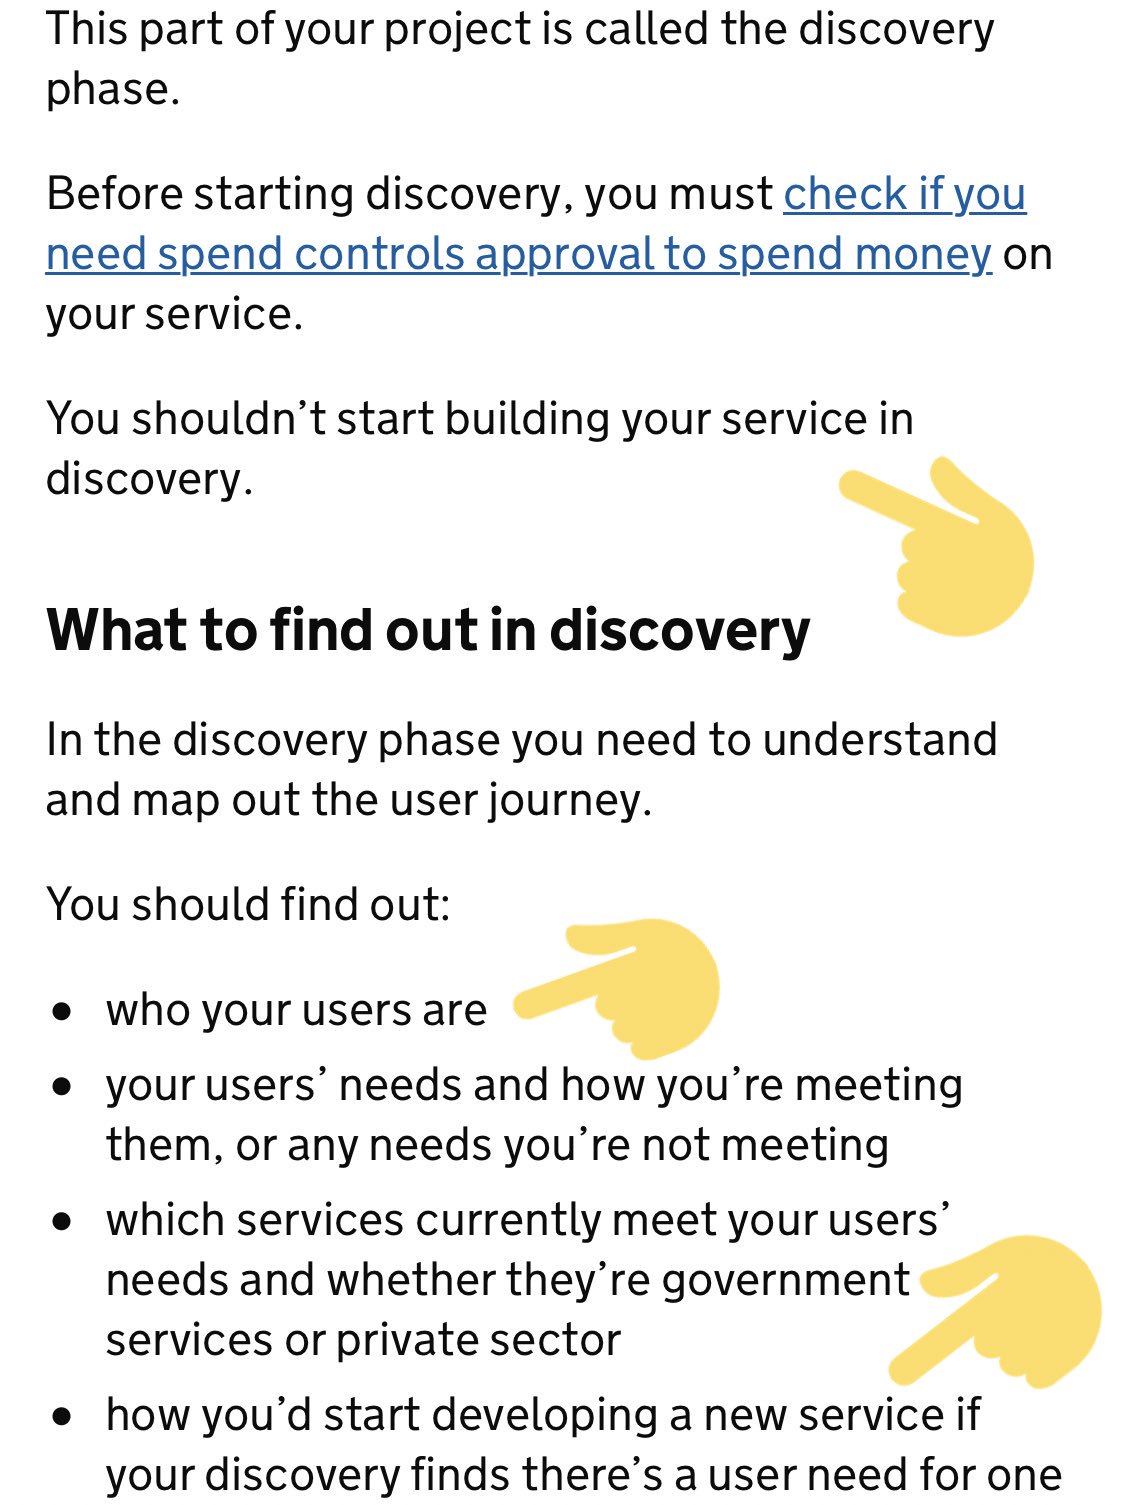 This part of your project is called the discovery
phase.
Before starting discovery, you must check if you
need spend controls approval to spend money on
your service.
You shouldn’t start building your service in
discovery.
What to find out in discovery
In the discovery phase you need to understand
and map out the user journey.
You should find out:
• who your users are
• your users’ needs and how you’re meeting
them, or any needs you’re not meeting
• which services currently meet your users’
needs and whether they’re government
services or private sector
• how you’d start developing a new service if
your discovery finds there’s a user need for one